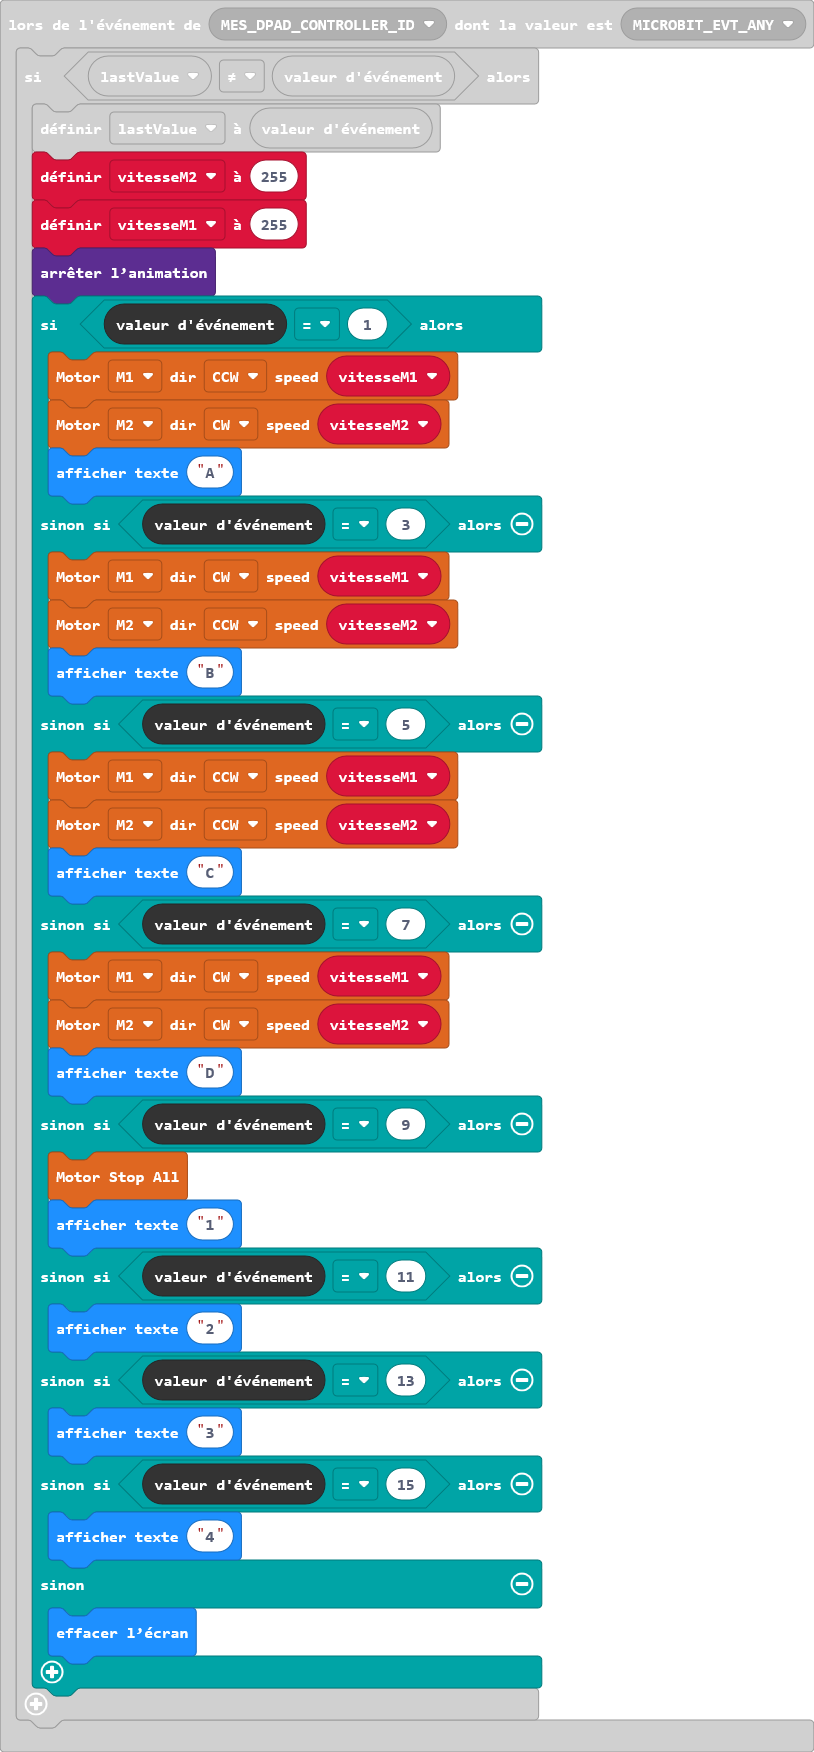 lors de l'événement de MES_DPAD_CONTROLLER_ID dont la valeur est MICROBIT_EVT_ANY
si lastValue ≠ valeur d'événement alors
définir lastValue à valeur d'événement
définir vitesseM2 à 255
définir vitesseM1 à 255
arrêter l’animation
si valeur d'événement = 1 alors
Motor M1 dir CCW speed vitesseM1
Motor M2 dir CW speed vitesseM2
afficher texte "A"
sinon si valeur d'événement = 3 alors
Motor M1 dir CW speed vitesseM1
Motor M2 dir CCW speed vitesseM2
afficher texte "B"
sinon si valeur d'événement = 5 alors
Motor M1 dir CCW speed vitesseM1
Motor M2 dir CCW speed vitesseM2
afficher texte "C"
sinon si valeur d'événement = 7 alors
Motor M1 dir CW speed vitesseM1
Motor M2 dir CW speed vitesseM2
afficher texte "D"
sinon si valeur d'événement = 9 alors
Motor Stop All
afficher texte "1"
sinon si valeur d'événement = 11 alors
afficher texte "2"
sinon si valeur d'événement = 13 alors
afficher texte "3"
sinon si valeur d'événement = 15 alors
afficher texte "4"
sinon
effacer l’écran